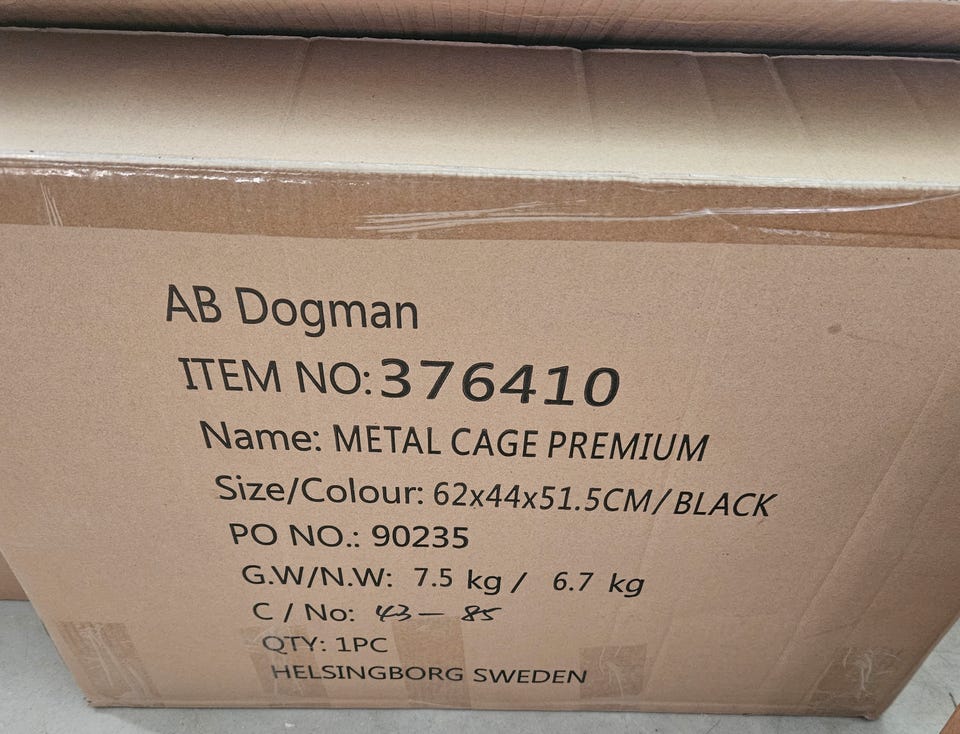 AB Dogman
ITEM NO: 376410
Name: METAL CAGE PREMIUM
Size/Colour: 62x44x51.5CM/BLACK
PO NO.: 90235
G.W/N.W: 7.5 kg / 6.7 kg
C / No: 43 - 85
QTY: 1PC
HELSINGBORG SWEDEN